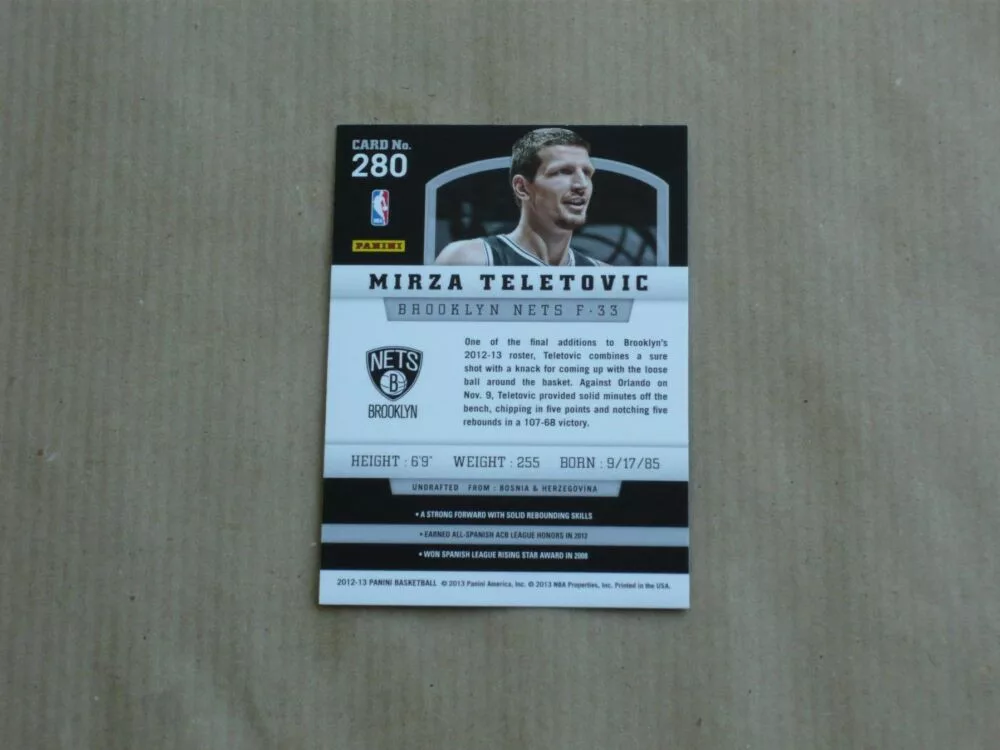 CARD No.
280
PANINI
MIRZA TELETOVIC
BROOKLYN NETS F·33
One of the final additions to Brooklyn's
2012-13 roster, Teletovic combines a sure
shot with a knack for coming up with the loose
ball around the basket. Against Orlando on
Nov. 9, Teletovic provided solid minutes off the
bench, chipping in five points and notching five
rebounds in a 107-68 victory.
NETS
B
BROOKLYN
HEIGHT : 6'9" WEIGHT : 255 BORN : 9/17/85
UNDRAFTED FROM : BOSNIA & HERZEGOVINA
• A STRONG FORWARD WITH SOLID REBOUNDING SKILLS
• EARNED ALL-SPANISH ACB LEAGUE HONORS IN 2012
• WON SPANISH LEAGUE RISING STAR AWARD IN 2008
2012-13 PANINI BASKETBALL © 2013 Panini America, Inc. © 2013 NBA Properties, Inc. Printed in the USA.